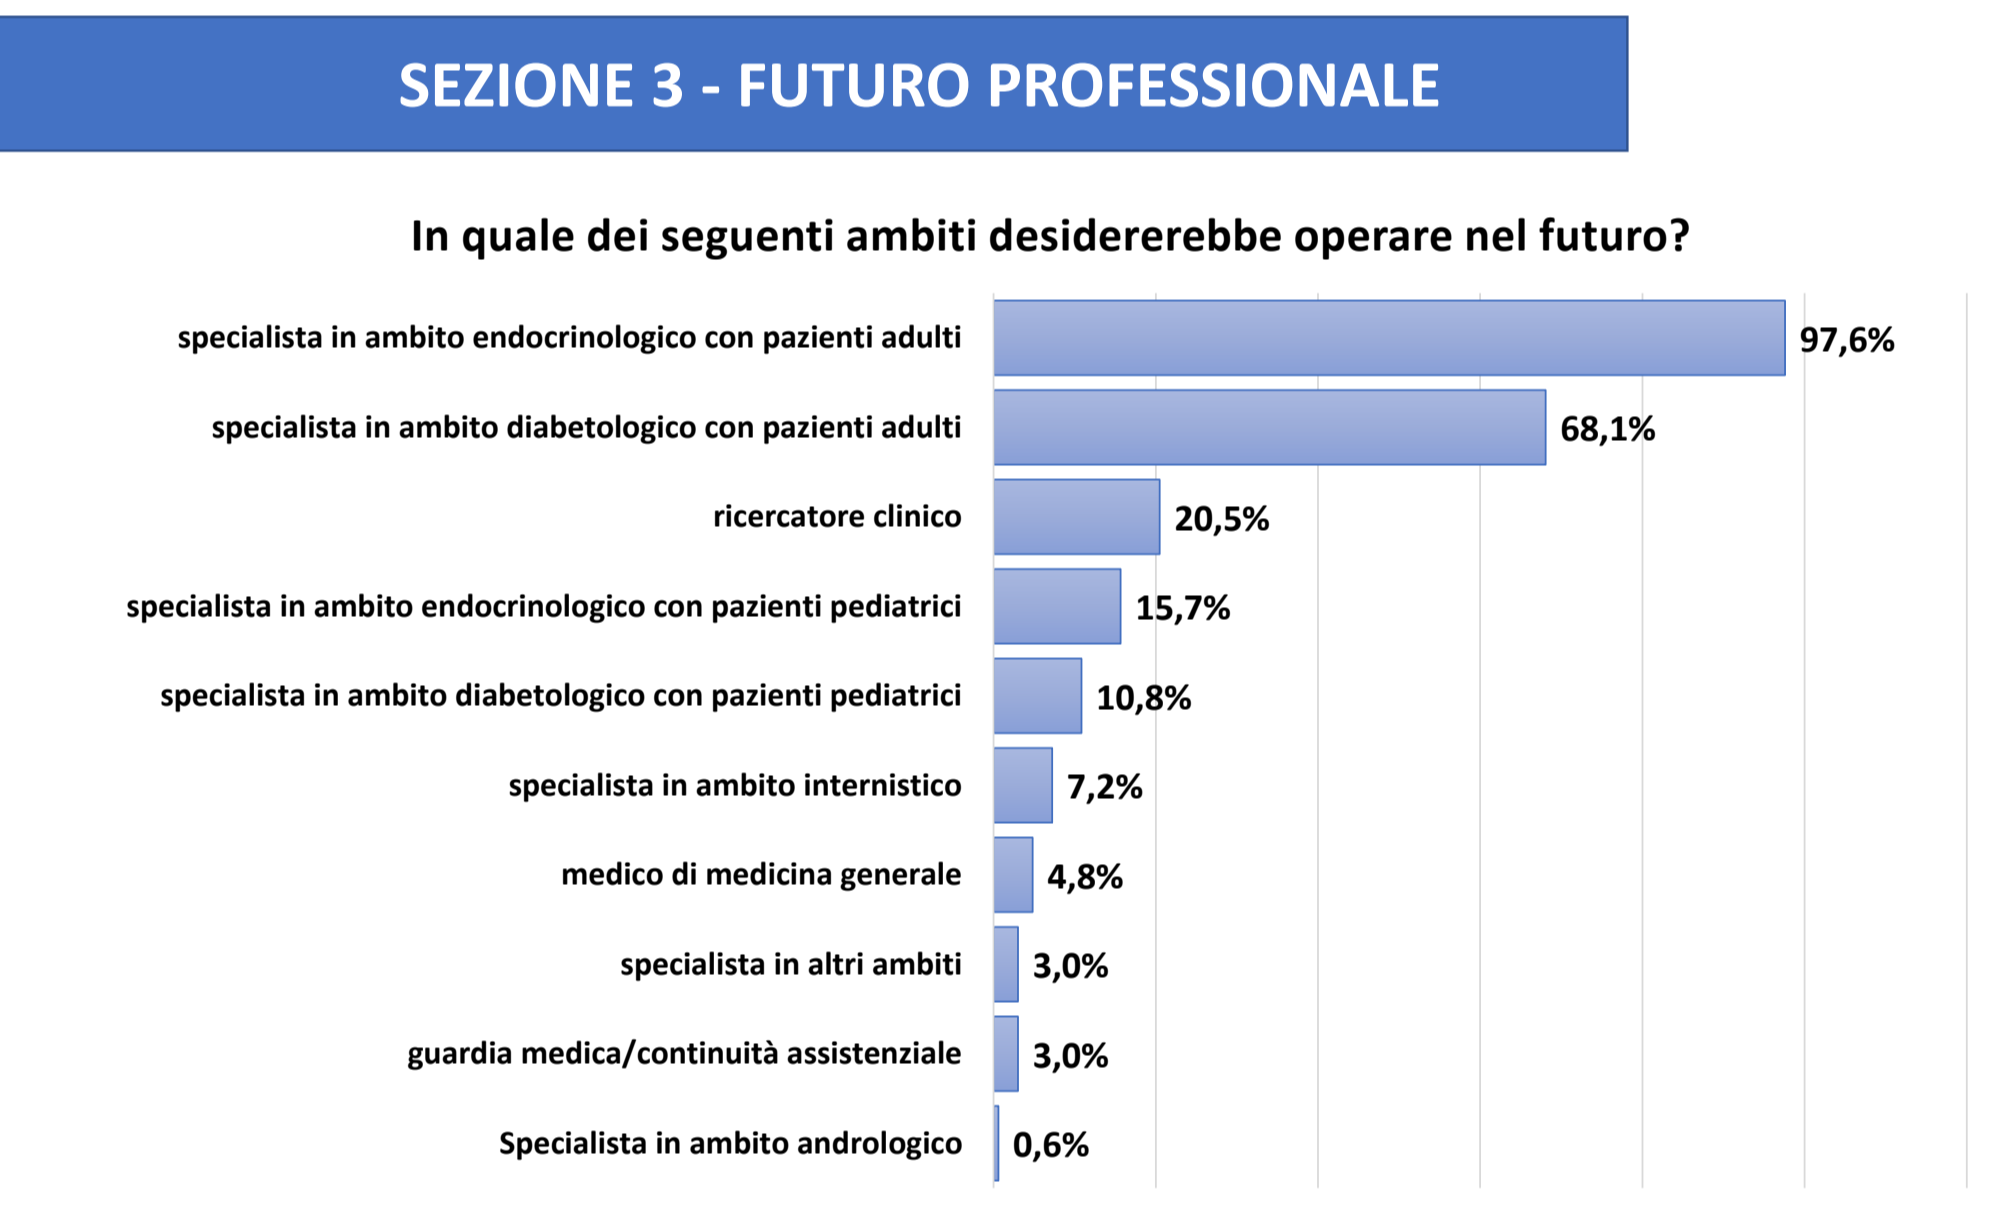 SEZIONE 3 - FUTURO PROFESSIONALE
In quale dei seguenti ambiti desidererebbe operare nel futuro?
specialista in ambito endocrinologico con pazienti adulti 97,6%
specialista in ambito diabetologico con pazienti adulti 68,1%
ricercatore clinico 20,5%
specialista in ambito endocrinologico con pazienti pediatrici 15,7%
specialista in ambito diabetologico con pazienti pediatrici 10,8%
specialista in ambito internistico 7,2%
medico di medicina generale 4,8%
specialista in altri ambiti 3,0%
guardia medica/continuità assistenziale 3,0%
Specialista in ambito andrologico 0,6%